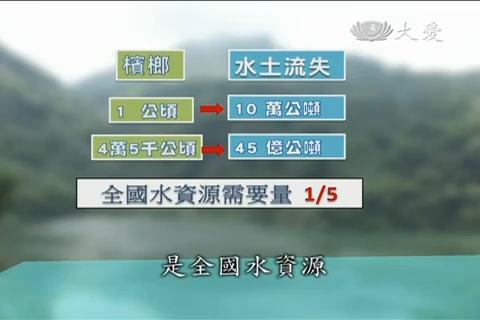 大愛
檳榔 水土流失
1 公頃 10 萬公噸
4萬5千公頃 45 億公噸
全國水資源需要量 1/5
是全國水資源